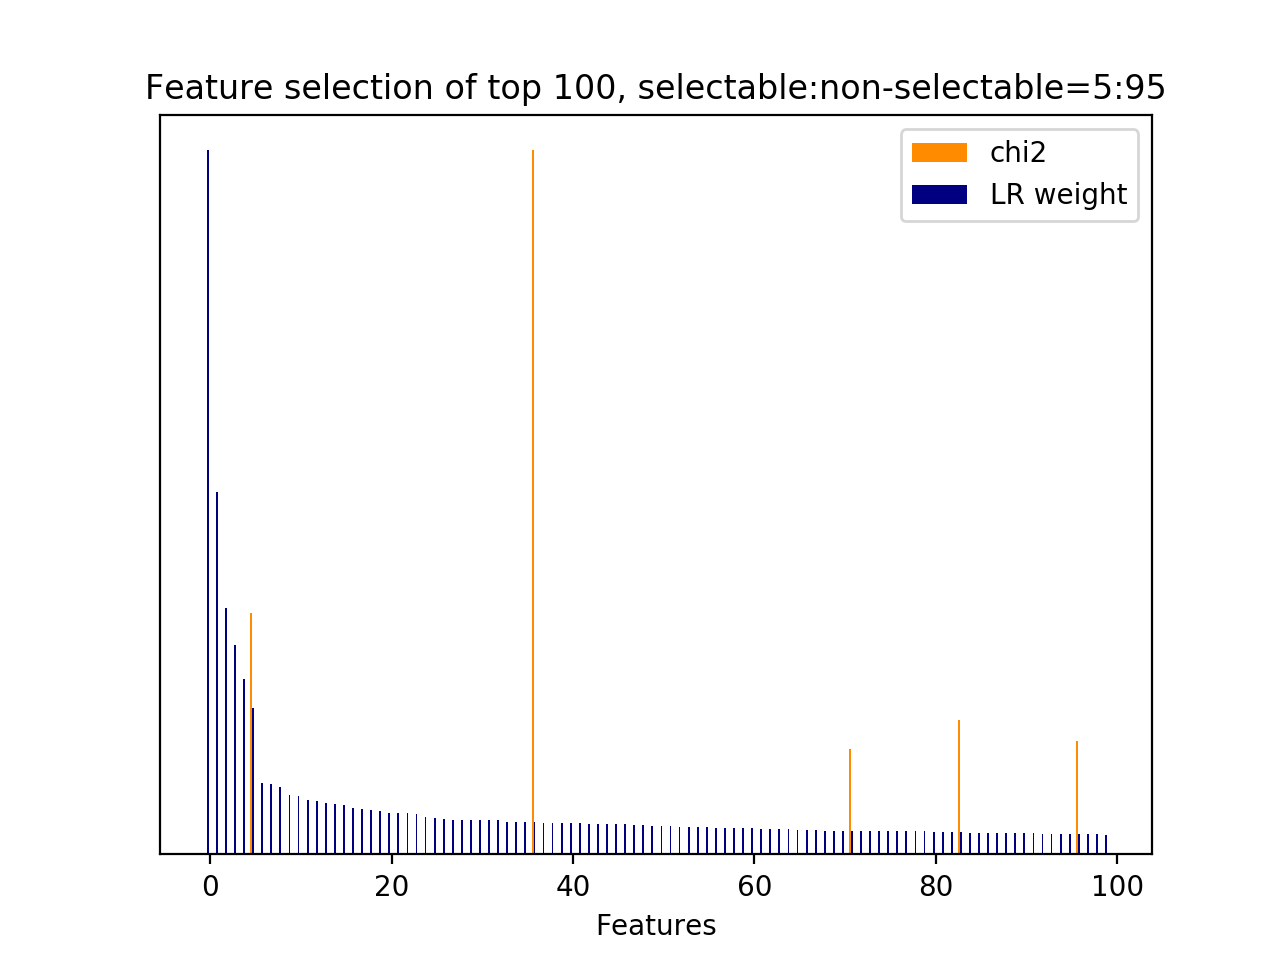 Feature selection of top 100, selectable:non-selectable=5:95
chi2
LR weight
0 20 40 60 80 100
Features